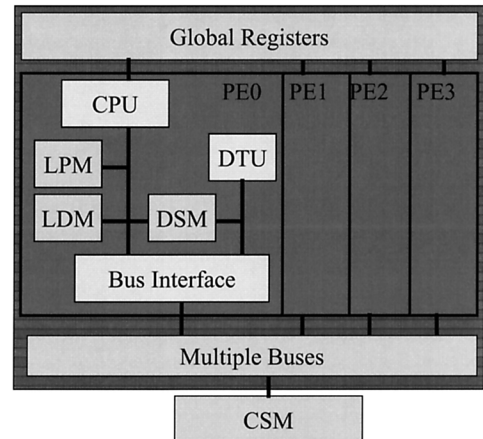 Global Registers
CPU
PE0
PE1
PE2
PE3
LPM
DTU
LDM
DSM
Bus Interface
Multiple Buses
CSM